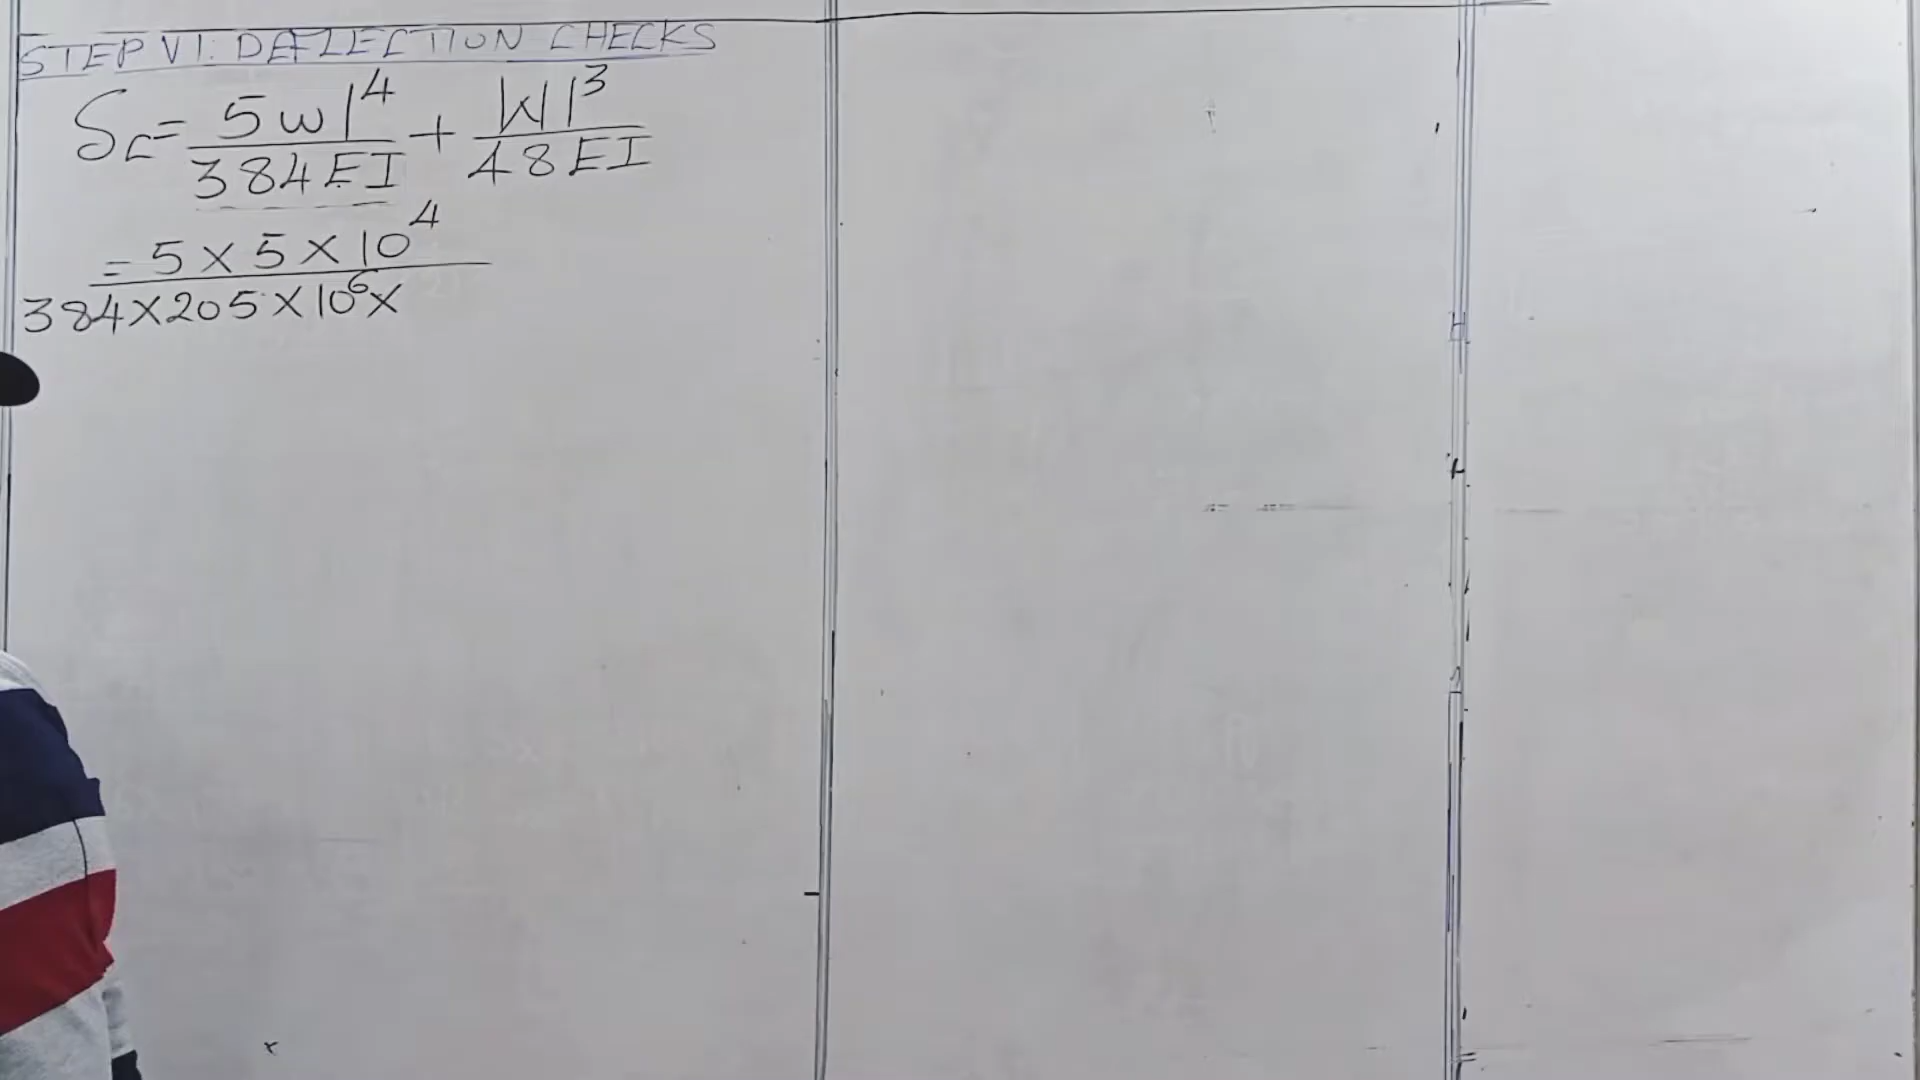 STEP VI: DEFLECTION CHECKS
δc = 5wl⁴/384EI + Wl³/48EI
= 5 × 5 × 10⁴
384 × 205 × 10⁶ ×